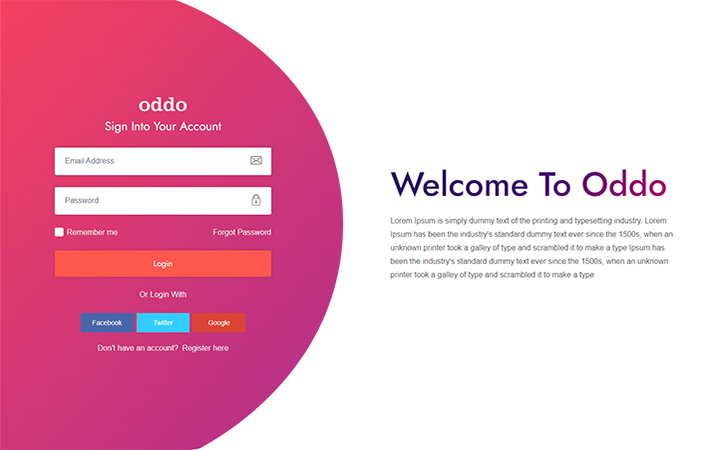 oddo
Sign Into Your Account
Email Address
Password
Remember me
Forgot Password
Login
Or Login With
Facebook
Twitter
Google
Don't have an account? Register here
Welcome To Oddo
Lorem Ipsum is simply dummy text of the printing and typesetting industry. Lorem
Ipsum has been the industry's standard dummy text ever since the 1500s, when an
unknown printer took a galley of type and scrambled it to make a type Ipsum has
been the industry's standard dummy text ever since the 1500s, when an unknown
printer took a galley of type and scrambled it to make a type